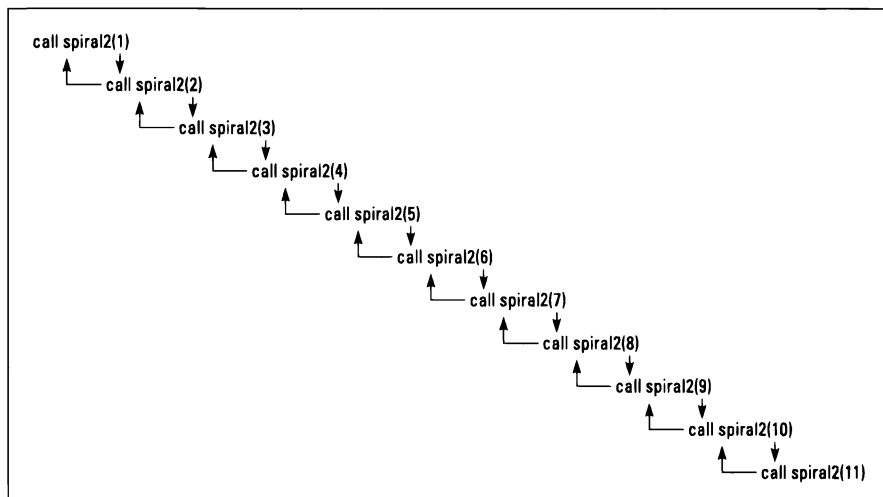 call spiral2(1)
call spiral2(2)
call spiral2(3)
call spiral2(4)
call spiral2(5)
call spiral2(6)
call spiral2(7)
call spiral2(8)
call spiral2(9)
call spiral2(10)
call spiral2(11)